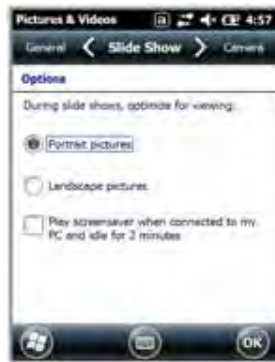 Pictures & Videos 4:57
General Slide Show Camera
Options
During slide shows, optimize for viewing:
Portrait pictures
Landscape pictures
Play screensaver when connected to my
PC and idle for 2 minutes
OK